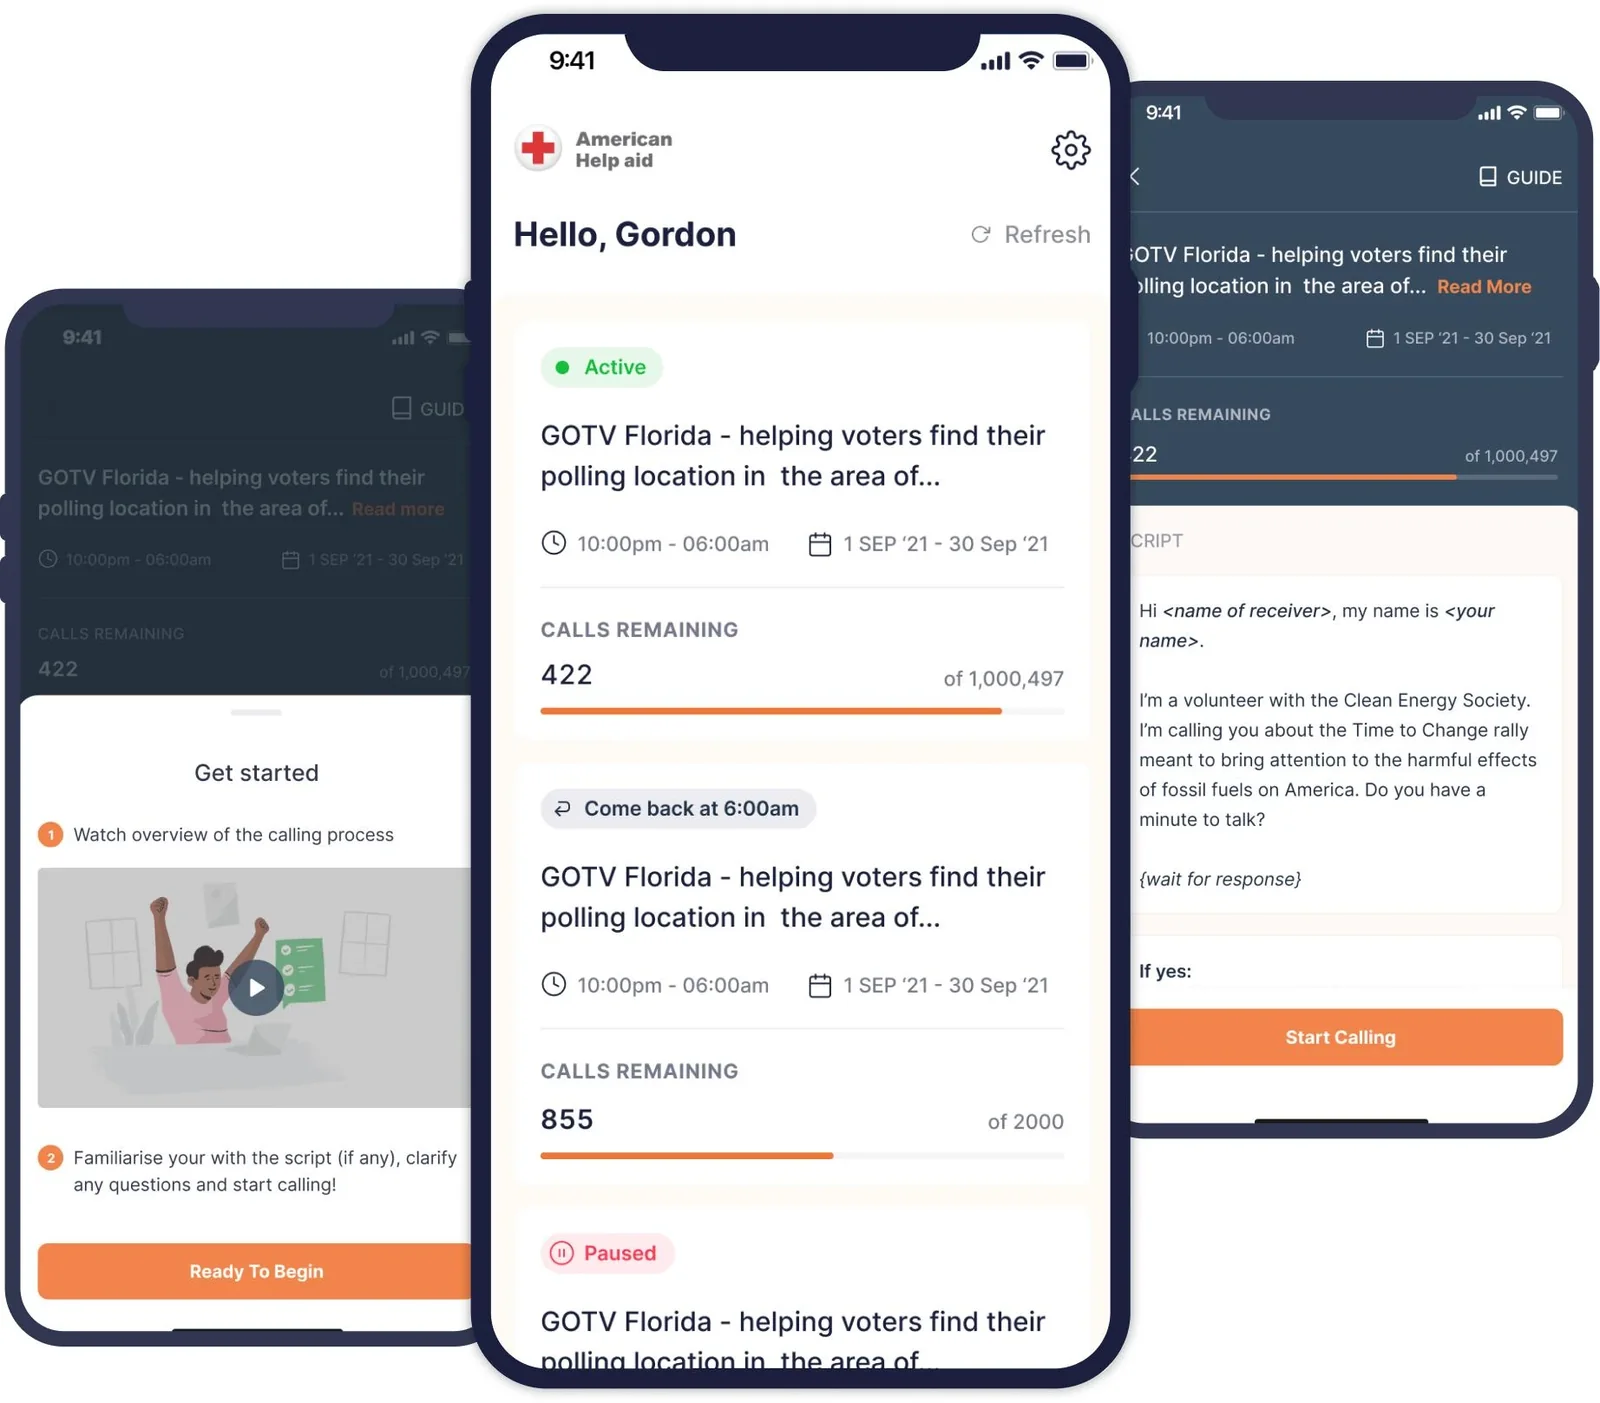 9:41
GUID
GOTV Florida - helping voters find their
polling location in the area of... Read more
10:00pm - 06:00am
1 SEP '21 - 30 Sep '21
CALLS REMAINING
422
of 1,000,497
Get started
1 Watch overview of the calling process
2 Familiarise your with the script (if any), clarify
any questions and start calling!
Ready To Begin
9:41
American
Help aid
Hello, Gordon
Refresh
Active
GOTV Florida - helping voters find their
polling location in the area of...
10:00pm - 06:00am
1 SEP ‘21 - 30 Sep ‘21
CALLS REMAINING
422
of 1,000,497
Come back at 6:00am
GOTV Florida - helping voters find their
polling location in the area of...
10:00pm - 06:00am
1 SEP ‘21 - 30 Sep ‘21
CALLS REMAINING
855
of 2000
Paused
GOTV Florida - helping voters find their
polling location in the area of...
9:41
GUIDE
OTV Florida - helping voters find their
olling location in the area of... Read More
10:00pm - 06:00am
1 SEP ‘21 - 30 Sep ‘21
ALLS REMAINING
22
of 1,000,497
CRIPT
Hi <name of receiver>, my name is <your
name>.
I’m a volunteer with the Clean Energy Society.
I’m calling you about the Time to Change rally
meant to bring attention to the harmful effects
of fossil fuels on America. Do you have a
minute to talk?
{wait for response}
If yes:
Start Calling